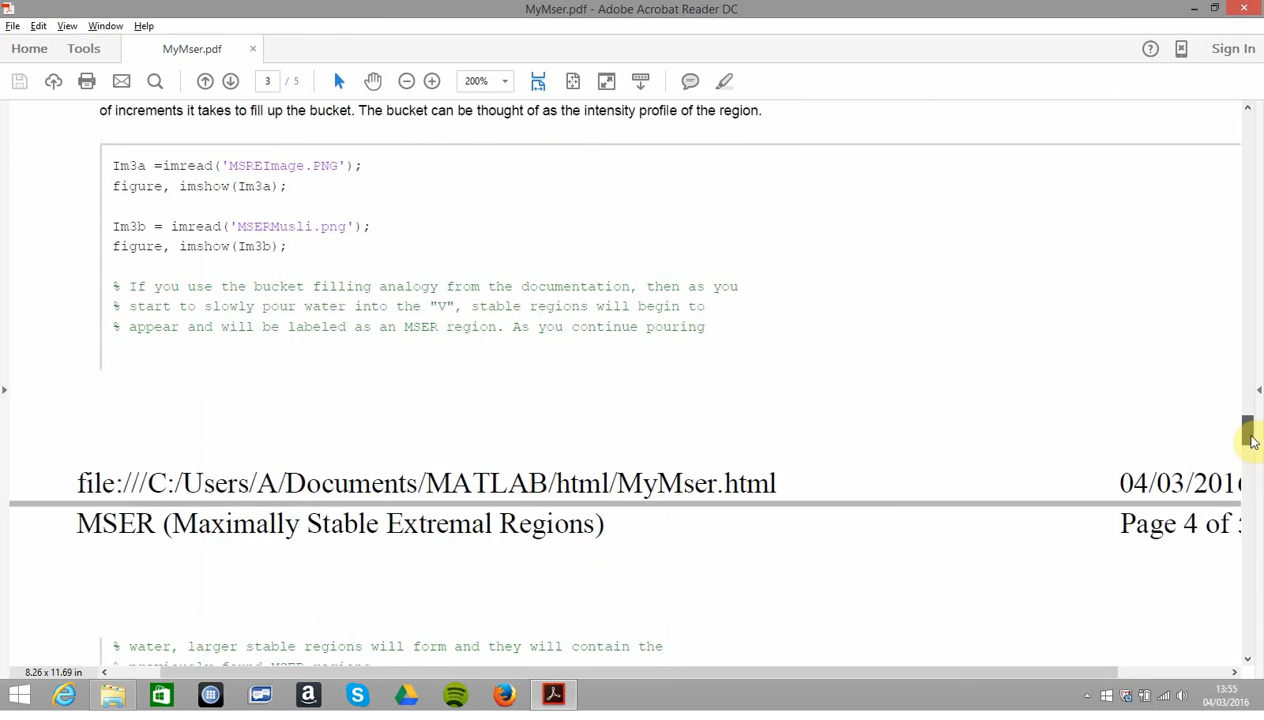 MyMser.pdf - Adobe Acrobat Reader DC
File Edit View Window Help
Home Tools MyMser.pdf × Sign In
3 / 5 200%
of increments it takes to fill up the bucket. The bucket can be thought of as the intensity profile of the region.
Im3a =imread('MSREImage.PNG');
figure, imshow(Im3a);
Im3b = imread('MSERMusli.png');
figure, imshow(Im3b);
% If you use the bucket filling analogy from the documentation, then as you
% start to slowly pour water into the "V", stable regions will begin to
% appear and will be labeled as an MSER region. As you continue pouring
file:///C:/Users/A/Documents/MATLAB/html/MyMser.html 04/03/2016
MSER (Maximally Stable Extremal Regions) Page 4 of
% water, larger stable regions will form and they will contain the
% previously found MSER regions
8.26 x 11.69 in
13:55
04/03/2016